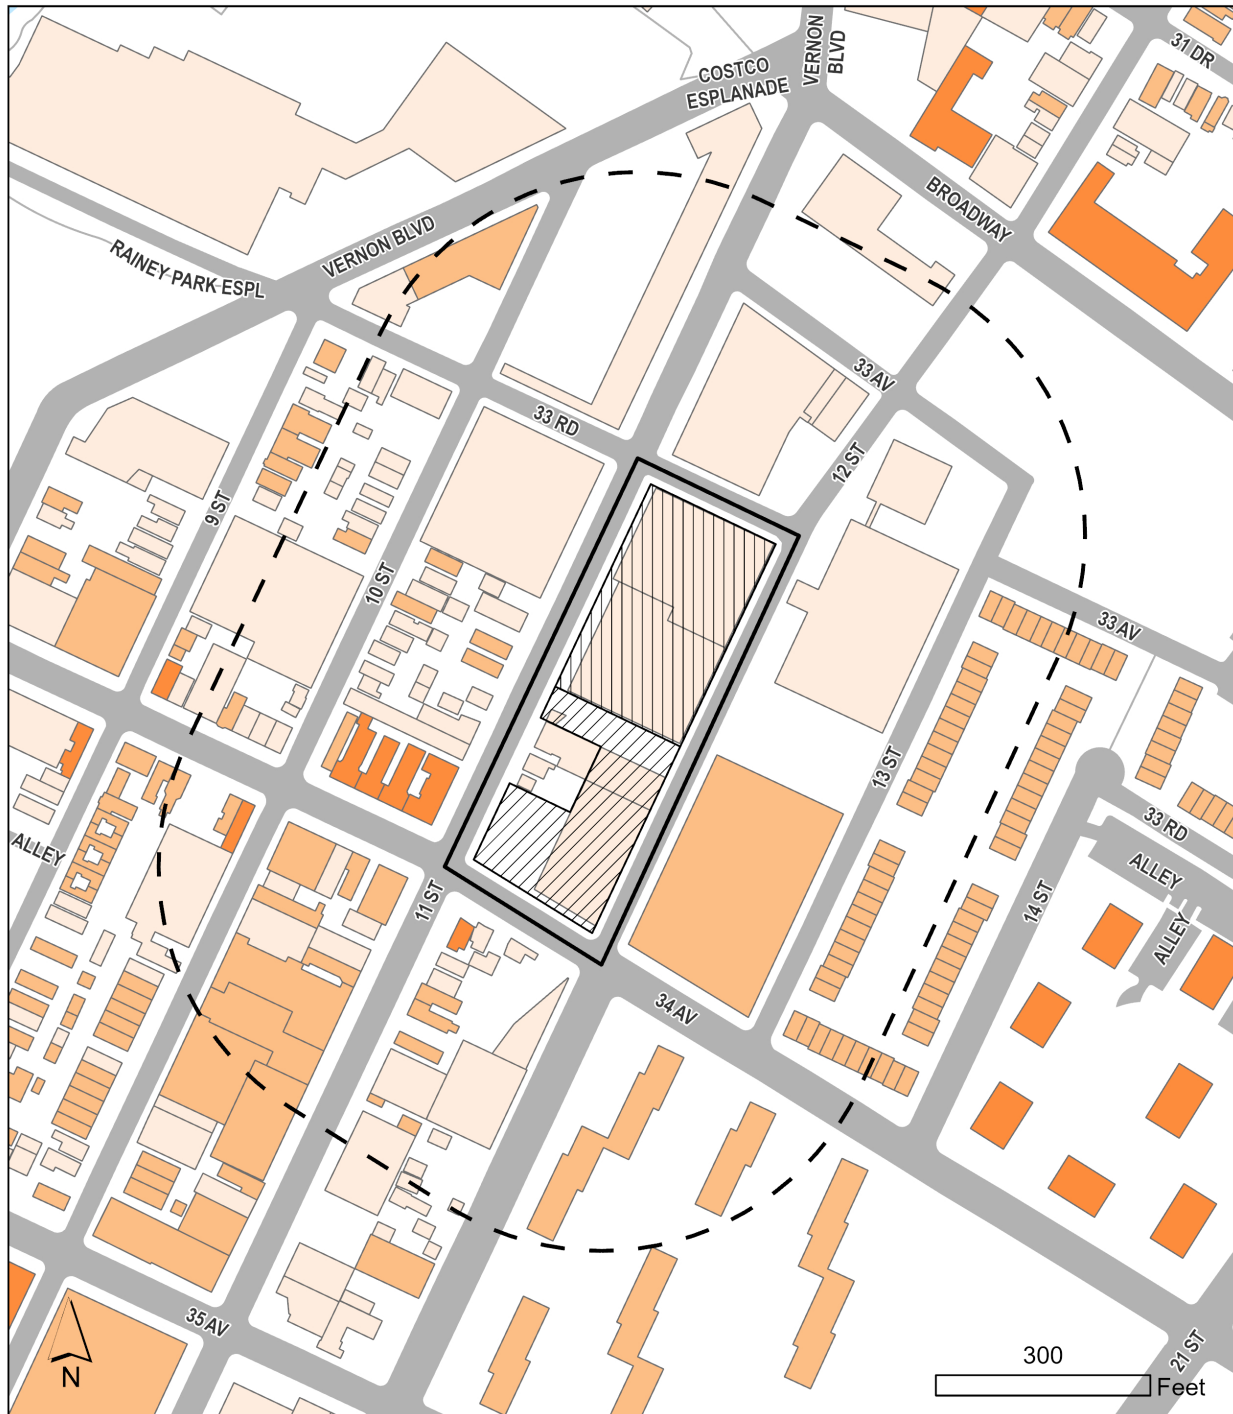 31 DR
VERNON
BLVD
COSTCO
ESPLANADE
BROADWAY
VERNON BLVD
RAINEY PARK ESPL
33 AV
33 RD
12 ST
9 ST
10 ST
33 AV
13 ST
33 RD
ALLEY
ALLEY
14 ST
11 ST
ALLEY
34 AV
35 AV
21 ST
N
300
Feet